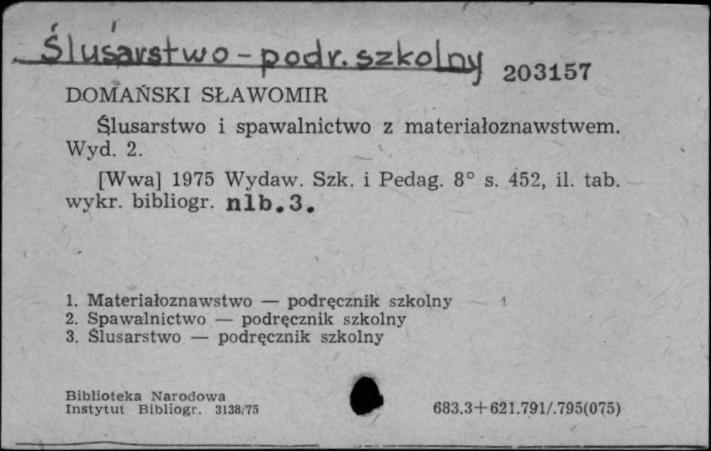 Ślusarstwo - podr. szkolny
203157
DOMAŃSKI SŁAWOMIR
Ślusarstwo i spawalnictwo z materiałoznawstwem.
Wyd. 2.
[Wwa] 1975 Wydaw. Szk. i Pedag. 8° s. 452, il. tab.
wykr. bibliogr. nlb. 3.
1. Materiałoznawstwo — podręcznik szkolny
2. Spawalnictwo — podręcznik szkolny
3. Ślusarstwo — podręcznik szkolny
Biblioteka Narodowa
Instytut Bibliogr. 3138/75
683.3+621.791/.795(075)